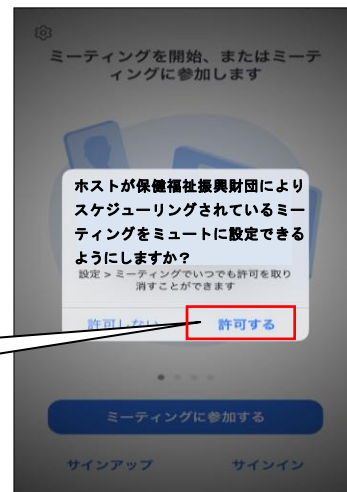 ミーティングを開始、またはミーテ
ィングに参加します
ホストが保健福祉振興財団により
スケジューリングされているミー
ティングをミュートに設定できる
ようにしますか？
設定 > ミーティングでいつでも許可を取り
消すことができます
許可しない
許可する
ミーティングに参加する
サインアップ
サインイン